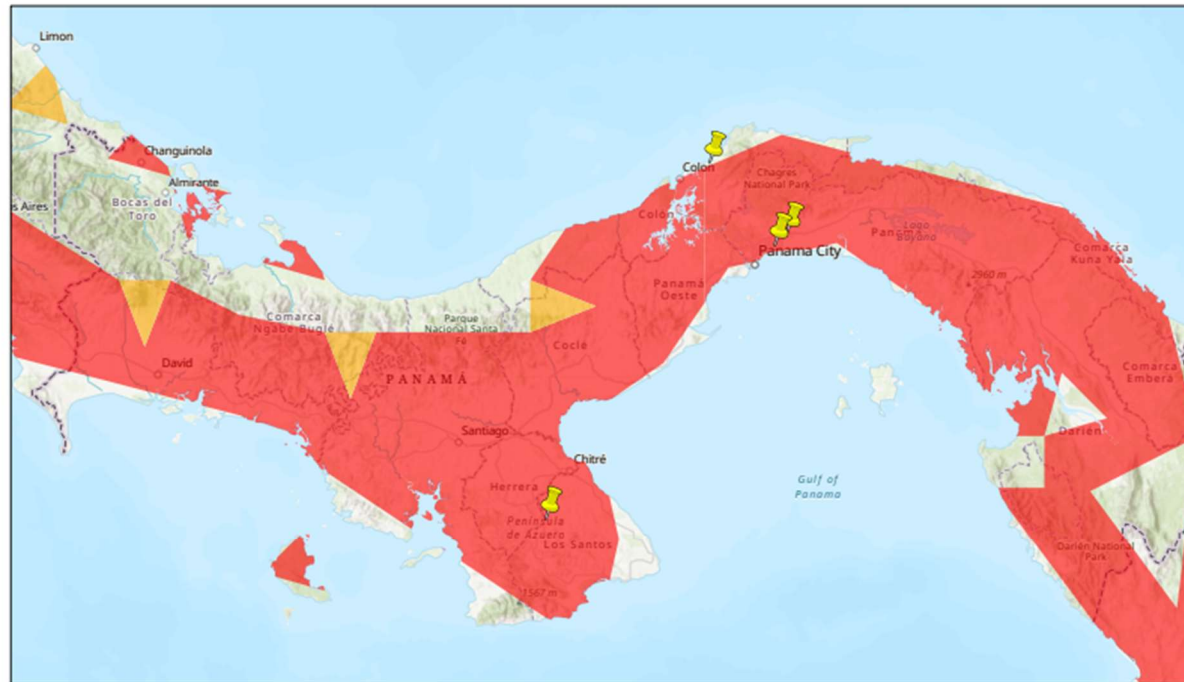 Limon
Changuinola
Almirante
s Aires
Bocas del
Toro
Colon
Chagres
National Park
Colón
Panama City
Panamá
Lago
Bayano
Comarca
Kuna Yala
2960 m
Panamá
Oeste
Comarca
Ngäbe Buglé
Parque
Nacional Santa
Fé
Coclé
David
PANAMÁ
Comarca
Emberá
Santiago
Darién
Chitré
Herrera
Gulf of
Panama
Península
de Azuero
Los Santos
Darién National
Park
1567 m